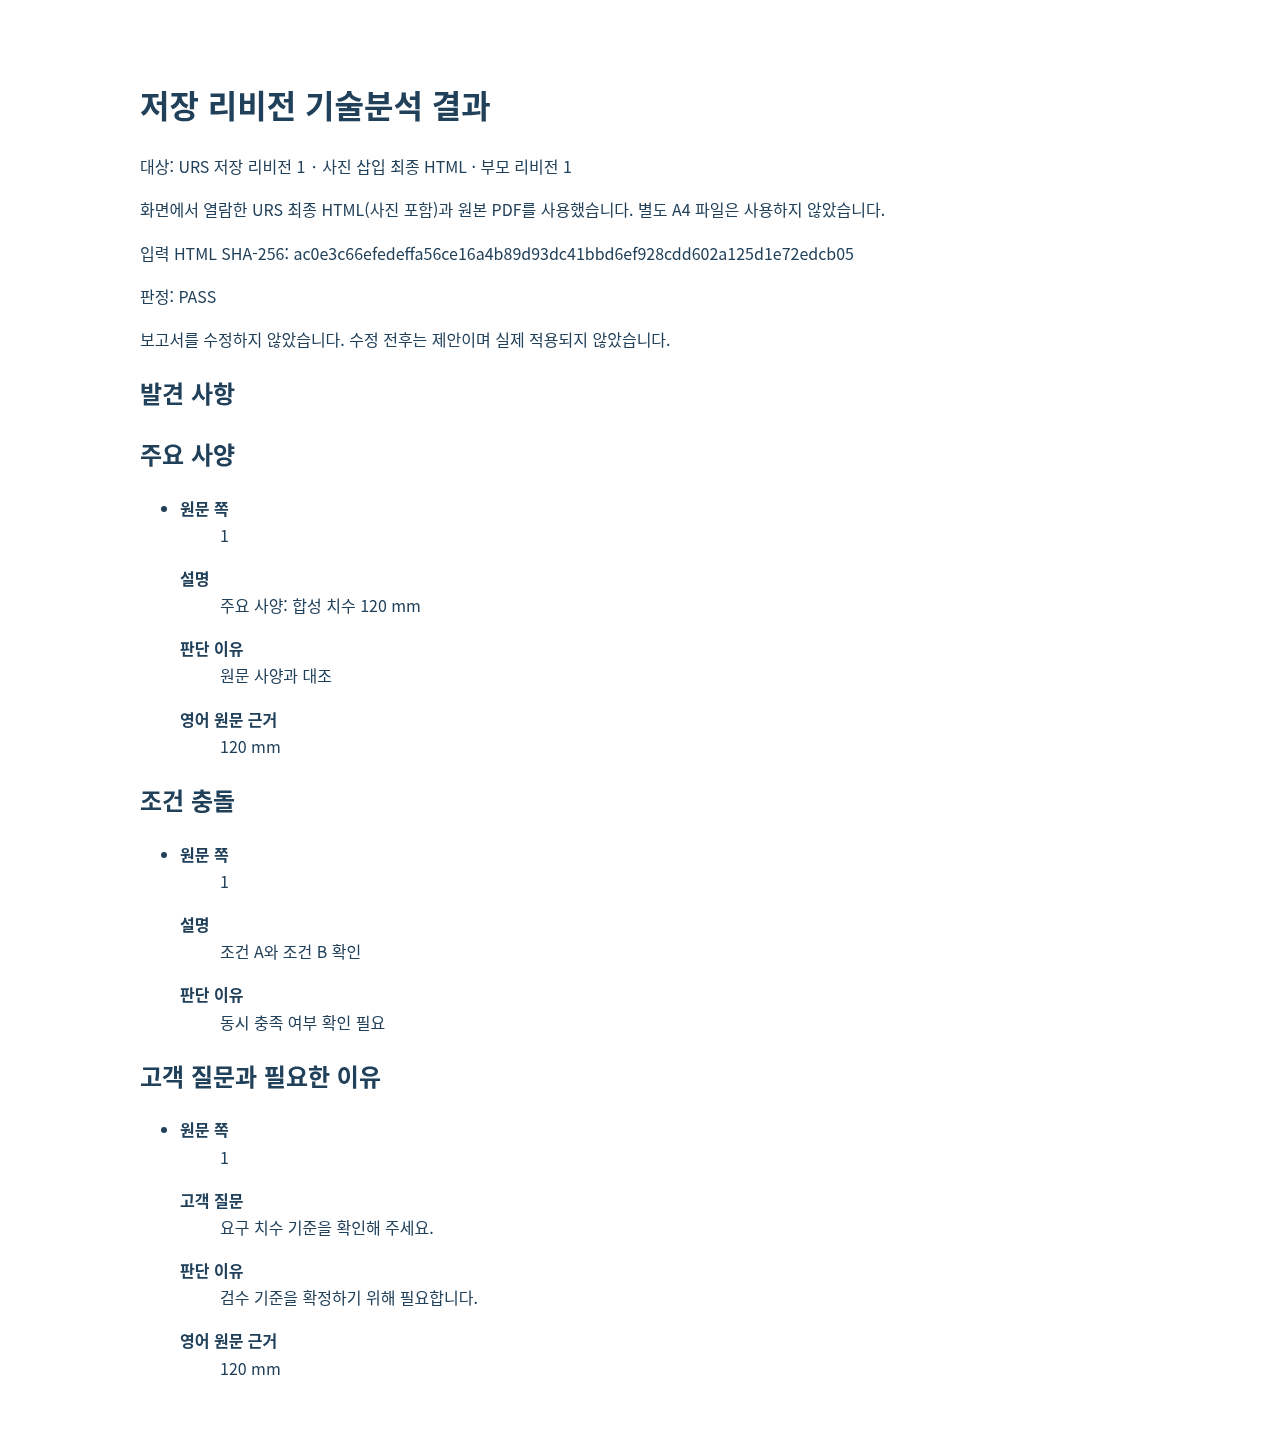 저장 리비전 기술분석 결과
대상: URS 저장 리비전 1 · 사진 삽입 최종 HTML · 부모 리비전 1
화면에서 열람한 URS 최종 HTML(사진 포함)과 원본 PDF를 사용했습니다. 별도 A4 파일은 사용하지 않았습니다.
입력 HTML SHA-256: ac0e3c66efedeffa56ce16a4b89d93dc41bbd6ef928cdd602a125d1e72edcb05
판정: PASS
보고서를 수정하지 않았습니다. 수정 전후는 제안이며 실제 적용되지 않았습니다.
발견 사항
주요 사양
• 원문 쪽
1
설명
주요 사양: 합성 치수 120 mm
판단 이유
원문 사양과 대조
영어 원문 근거
120 mm
조건 충돌
• 원문 쪽
1
설명
조건 A와 조건 B 확인
판단 이유
동시 충족 여부 확인 필요
고객 질문과 필요한 이유
• 원문 쪽
1
고객 질문
요구 치수 기준을 확인해 주세요.
판단 이유
검수 기준을 확정하기 위해 필요합니다.
영어 원문 근거
120 mm